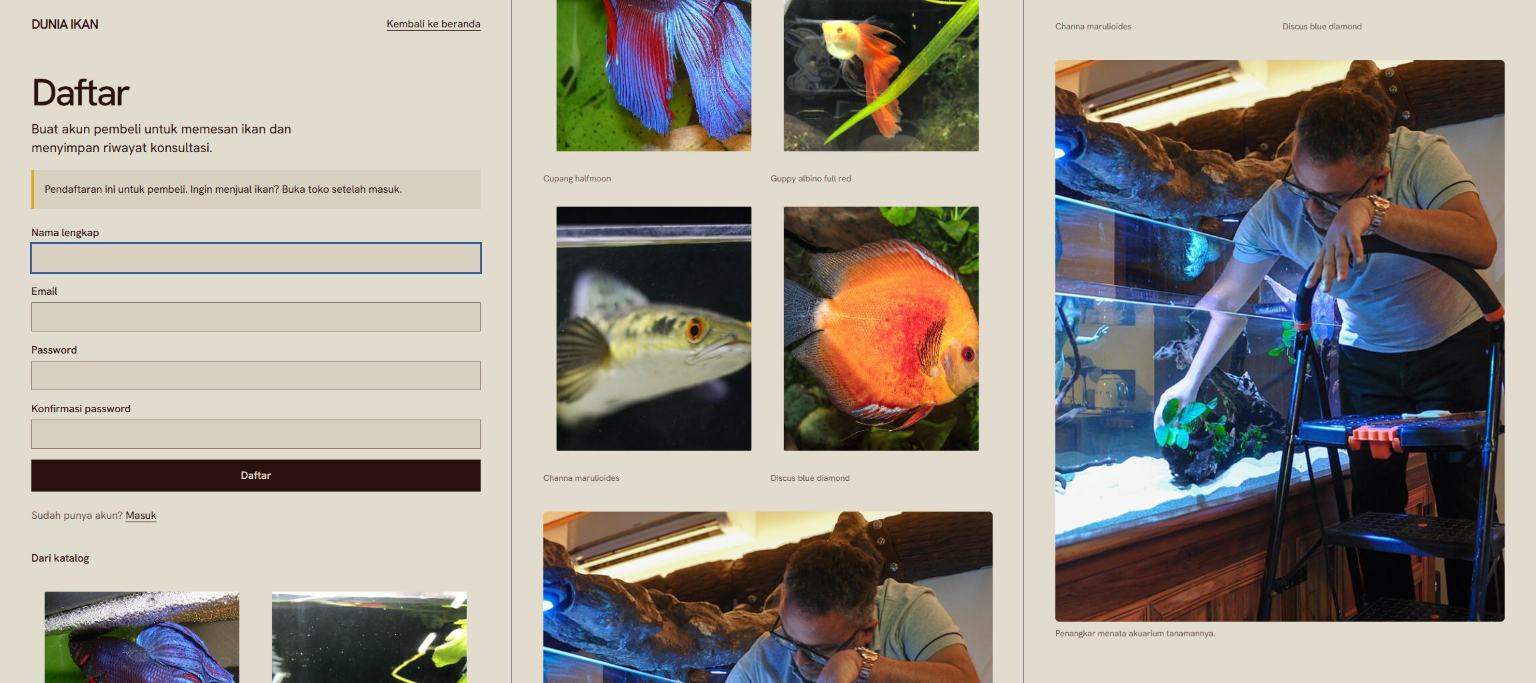 DUNIA IKAN
Kembali ke beranda
Daftar
Buat akun pembeli untuk memesan ikan dan
menyimpan riwayat konsultasi.
Pendaftaran ini untuk pembeli. Ingin menjual ikan? Buka toko setelah masuk.
Nama lengkap
Email
Password
Konfirmasi password
Daftar
Sudah punya akun? Masuk
Dari katalog
Cupang halfmoon
Guppy albino full red
Channa marulioides
Discus blue diamond
Channa marulioides
Discus blue diamond
Penangkar menata akuarium tanamannya.